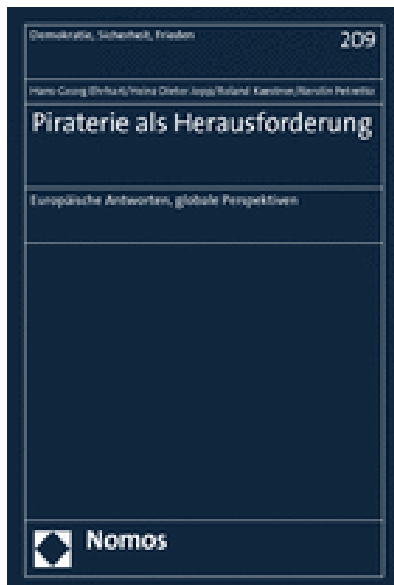 Demokratie, Sicherheit, Frieden
209
Hans-Georg Ehrhart/Heinz Dieter Jopp/Roland Kaestner/Kerstin Petretto
Piraterie als Herausforderung
Europäische Antworten, globale Perspektiven
Nomos